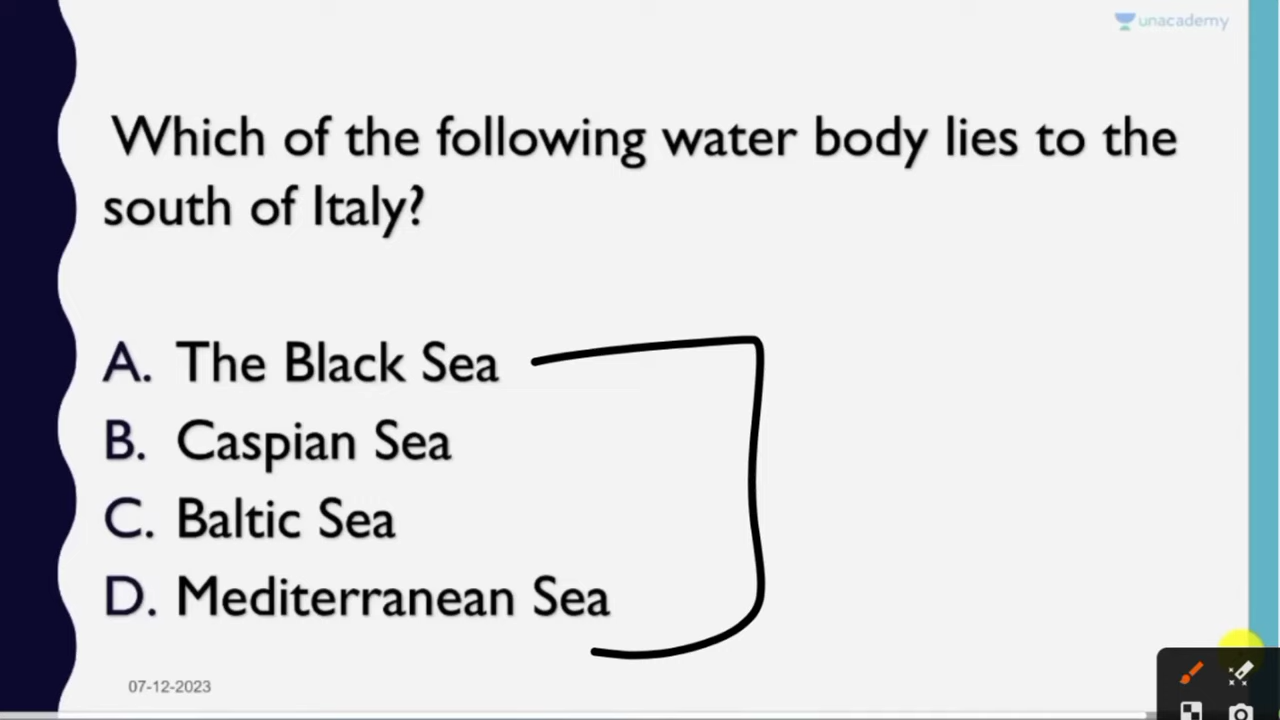 unacademy
Which of the following water body lies to the
south of Italy?
A. The Black Sea
B. Caspian Sea
C. Baltic Sea
D. Mediterranean Sea
07-12-2023